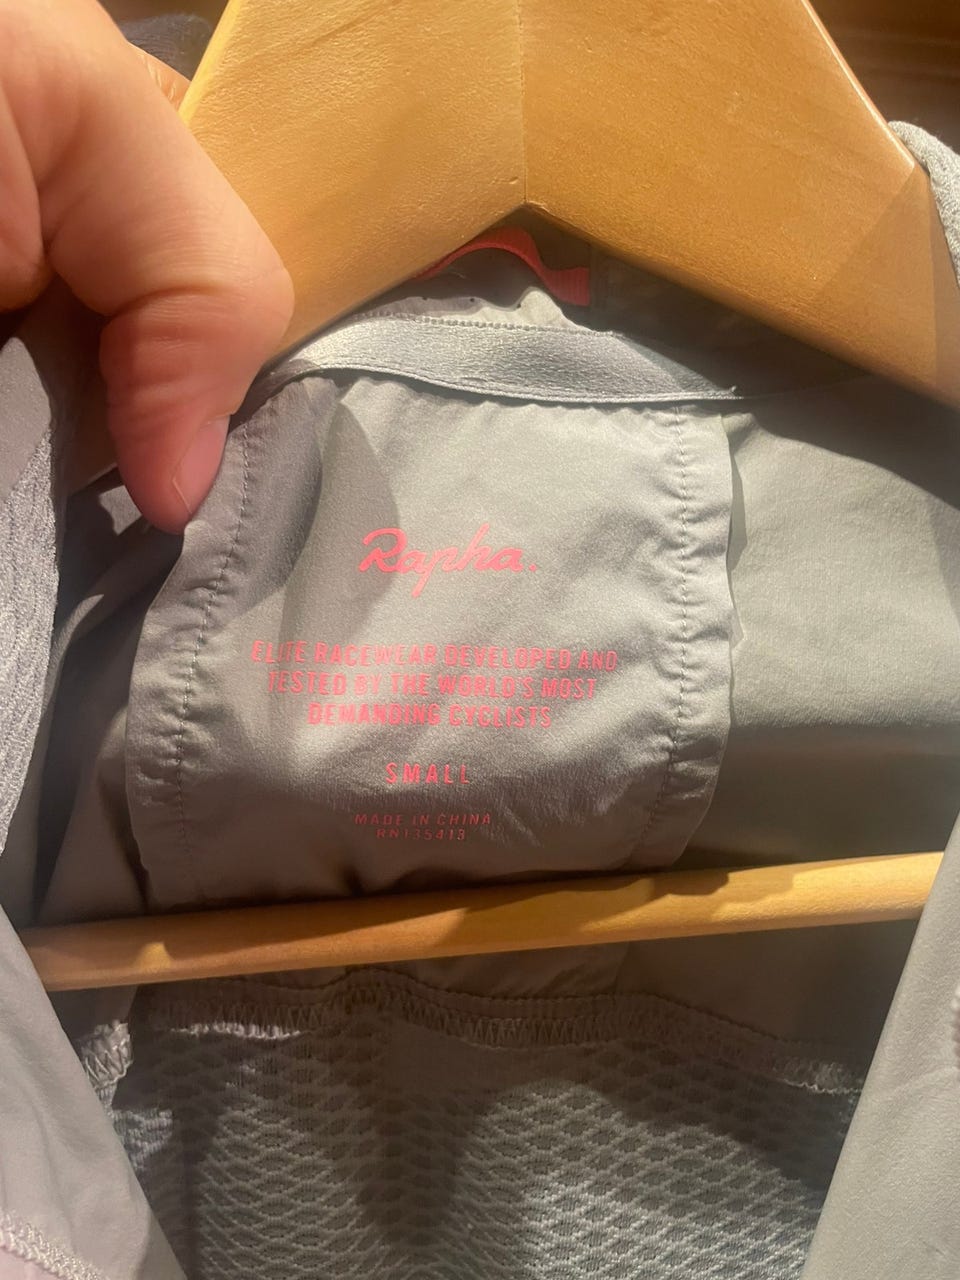 Rapha.
ELITE RACEWEAR DEVELOPED AND
TESTED BY THE WORLD'S MOST
DEMANDING CYCLISTS
SMALL
MADE IN CHINA
RN135413